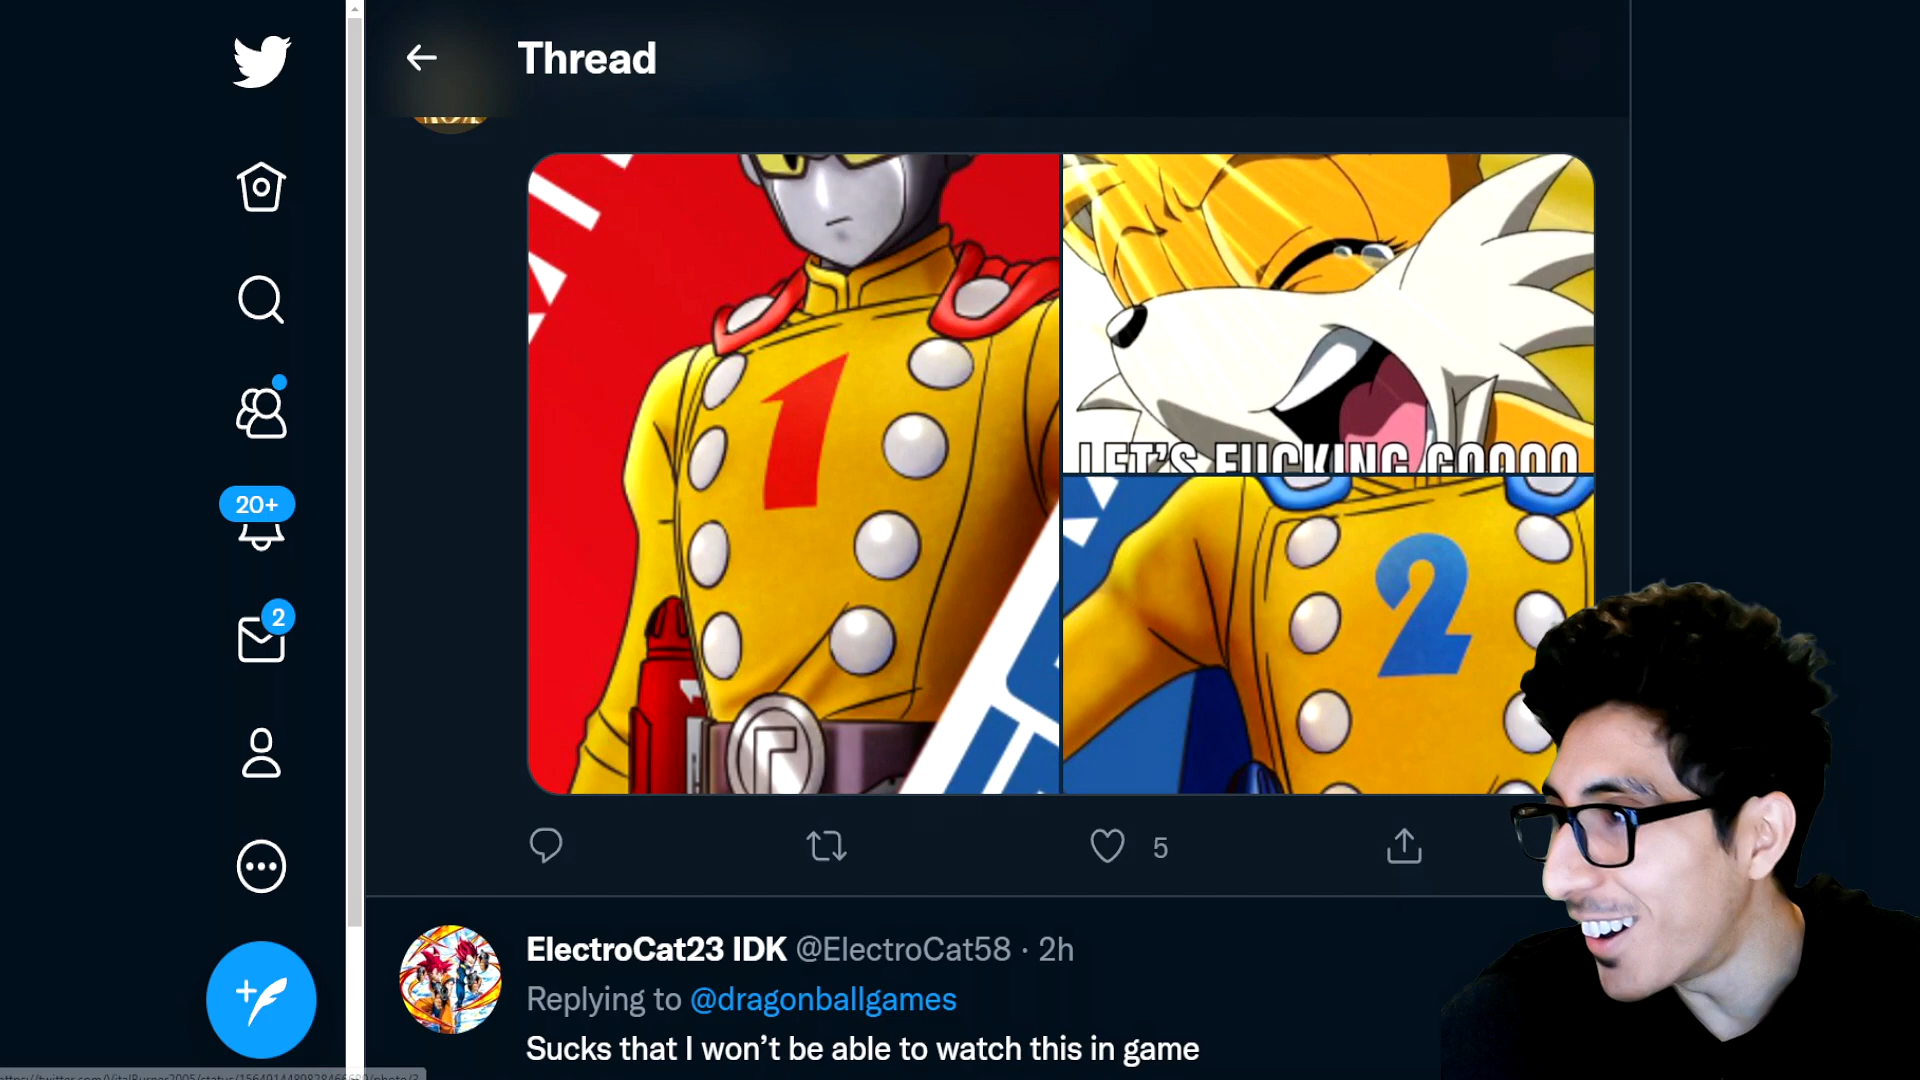 Thread
1
LET'S FUCKING GOOOO
2
20+
2
5
ElectroCat23 IDK @ElectroCat58 · 2h
Replying to @dragonballgames
Sucks that I won't be able to watch this in game